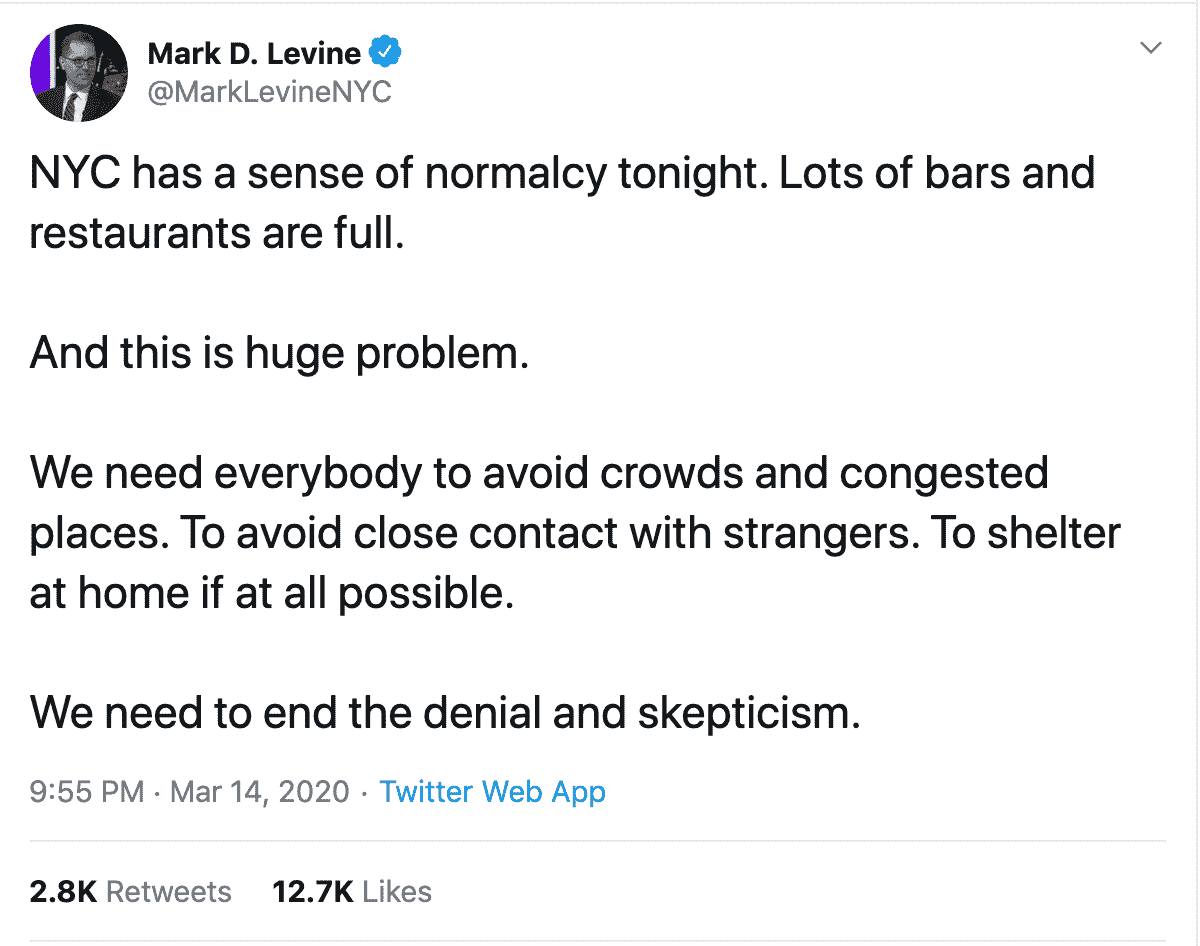 Mark D. Levine
@MarkLevineNYC
NYC has a sense of normalcy tonight. Lots of bars and
restaurants are full.
And this is huge problem.
We need everybody to avoid crowds and congested
places. To avoid close contact with strangers. To shelter
at home if at all possible.
We need to end the denial and skepticism.
9:55 PM · Mar 14, 2020 · Twitter Web App
2.8K Retweets 12.7K Likes